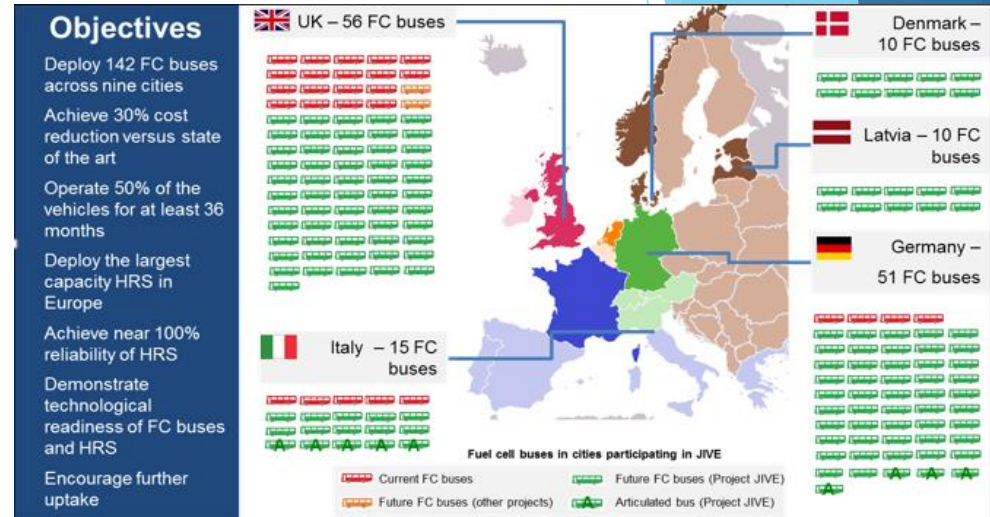 Objectives
Deploy 142 FC buses
across nine cities
Achieve 30% cost
reduction versus state
of the art
Operate 50% of the
vehicles for at least 36
months
Deploy the largest
capacity HRS in
Europe
Achieve near 100%
reliability of HRS
Demonstrate
technological
readiness of FC buses
and HRS
Encourage further
uptake
UK – 56 FC buses
Italy – 15 FC
buses
A A A A A
Denmark –
10 FC buses
Latvia – 10 FC
buses
Germany –
51 FC buses
A A A
A
Fuel cell buses in cities participating in JIVE
Current FC buses
Future FC buses (Project JIVE)
Future FC buses (other projects)
A Articulated bus (Project JIVE)